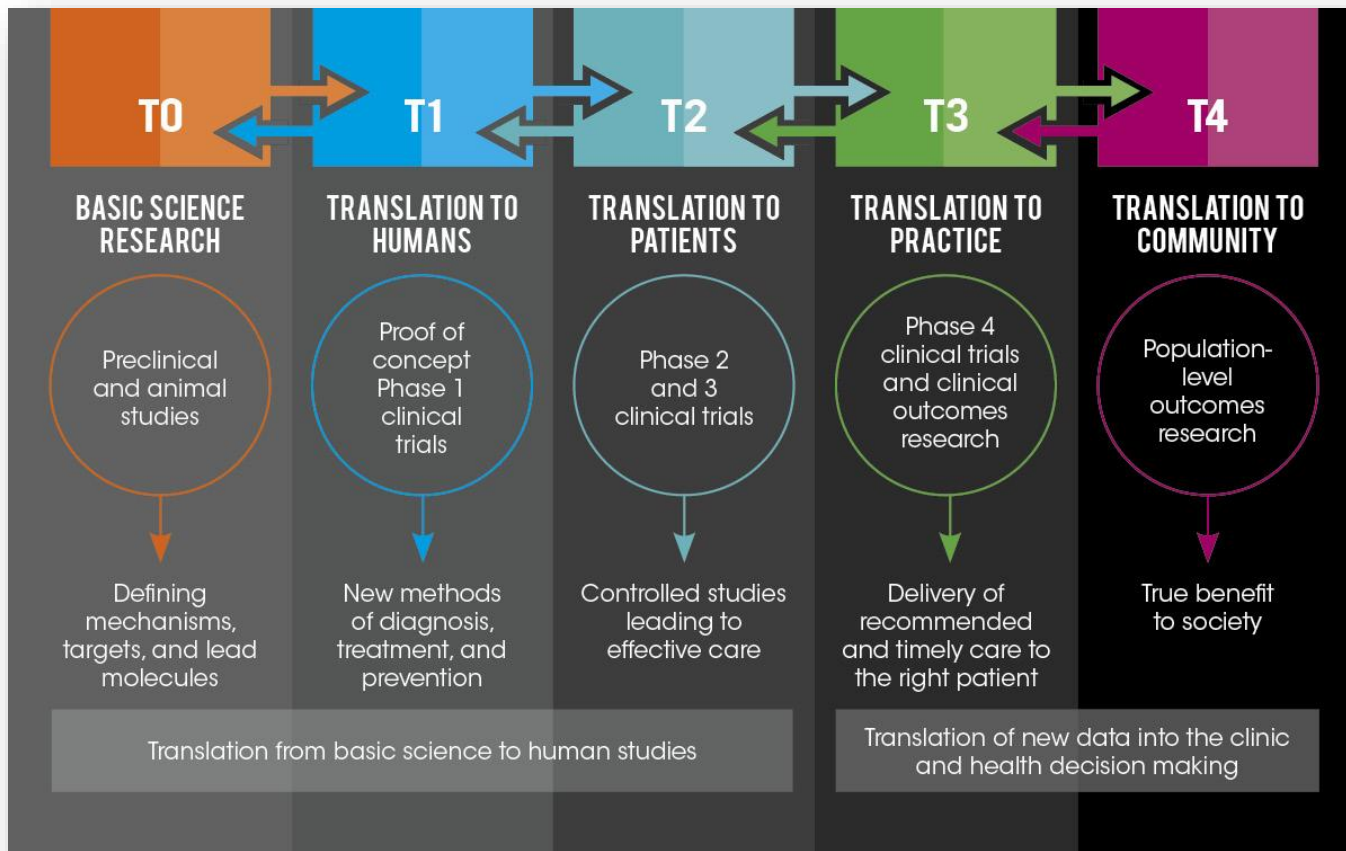 T0
T1
T2
T3
T4
BASIC SCIENCE
RESEARCH
TRANSLATION TO
HUMANS
TRANSLATION TO
PATIENTS
TRANSLATION TO
PRACTICE
TRANSLATION TO
COMMUNITY
Preclinical
and animal
studies
Proof of
concept
Phase 1
clinical
trials
Phase 2
and 3
clinical trials
Phase 4
clinical trials
and clinical
outcomes
research
Population-
level
outcomes
research
Defining
mechanisms,
targets, and lead
molecules
New methods
of diagnosis,
treatment, and
prevention
Controlled studies
leading to
effective care
Delivery of
recommended
and timely care to
the right patient
True benefit
to society
Translation from basic science to human studies
Translation of new data into the clinic
and health decision making